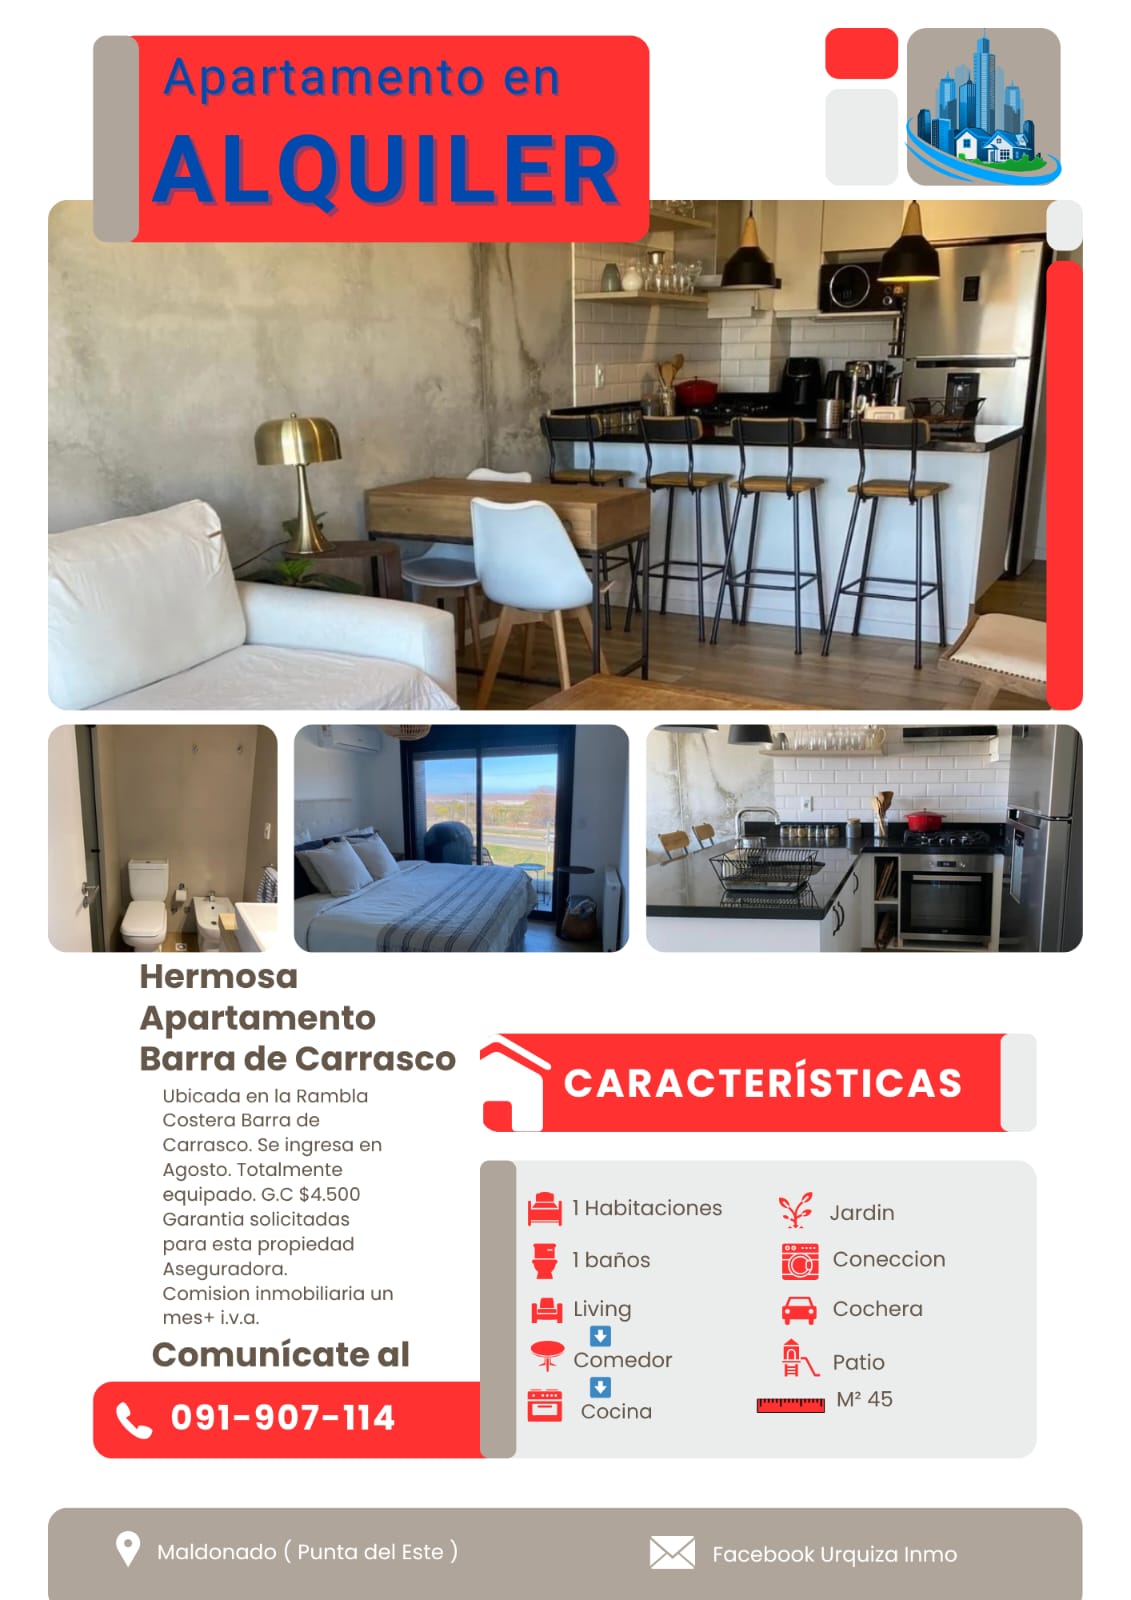 Apartamento en
ALQUILER
Hermosa
Apartamento
Barra de Carrasco
Ubicada en la Rambla
Costera Barra de
Carrasco. Se ingresa en
Agosto. Totalmente
equipado. G.C $4.500
Garantia solicitadas
para esta propiedad
Aseguradora.
Comision inmobiliaria un
mes+ i.v.a.
Comunícate al
091-907-114
CARACTERÍSTICAS
1 Habitaciones
1 baños
Living
Comedor
Cocina
Jardin
Coneccion
Cochera
Patio
M² 45
Maldonado ( Punta del Este )
Facebook Urquiza Inmo